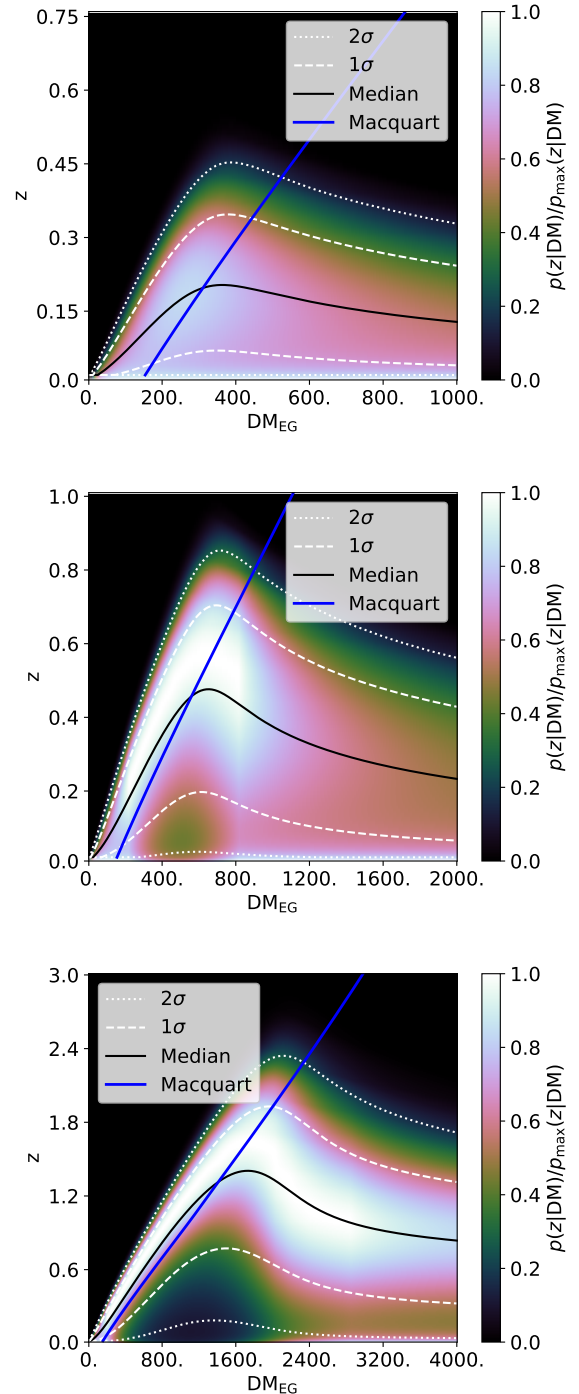 0.75
0.6
0.45
0.3
0.15
0.0
z
0.
200.
400.
600.
800.
1000.
DM_EG
2σ
1σ
Median
Macquart
1.0
0.8
0.6
0.4
0.2
0.0
p(z|DM)/p_max(z|DM)
1.0
0.8
0.6
0.4
0.2
0.0
z
0.
400.
800.
1200.
1600.
2000.
DM_EG
2σ
1σ
Median
Macquart
1.0
0.8
0.6
0.4
0.2
0.0
p(z|DM)/p_max(z|DM)
3.0
2.4
1.8
1.2
0.6
0.0
z
0.
800.
1600.
2400.
3200.
4000.
DM_EG
2σ
1σ
Median
Macquart
1.0
0.8
0.6
0.4
0.2
0.0
p(z|DM)/p_max(z|DM)